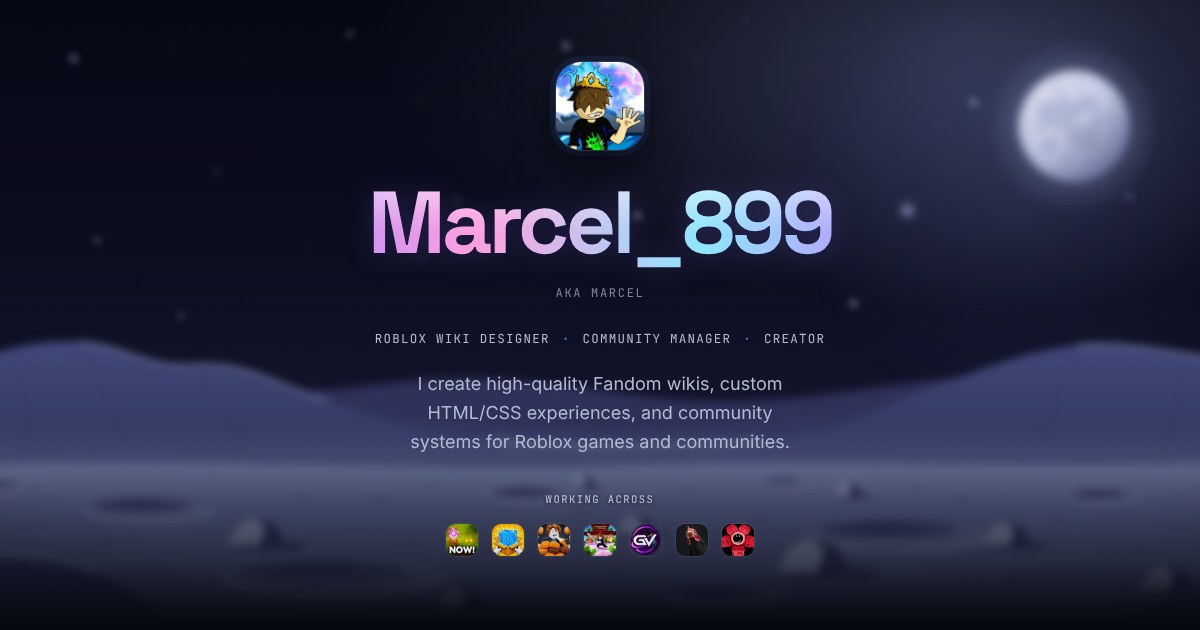 Marcel_899
AKA MARCEL
ROBLOX WIKI DESIGNER · COMMUNITY MANAGER · CREATOR
I create high-quality Fandom wikis, custom
HTML/CSS experiences, and community
systems for Roblox games and communities.
WORKING ACROSS
NOW!
GV